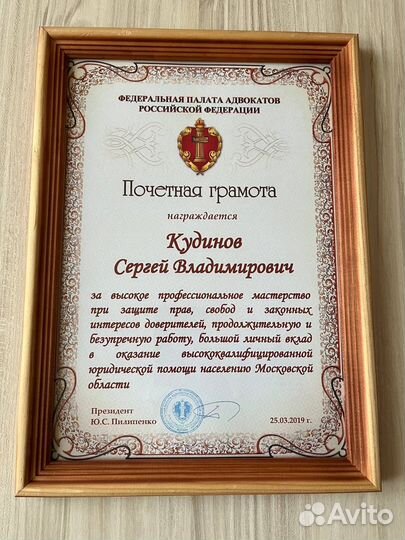 ФЕДЕРАЛЬНАЯ ПАЛАТА АДВОКАТОВ
РОССИЙСКОЙ ФЕДЕРАЦИИ
Почетная грамота
награждается
Кудинов
Сергей Владимирович
за высокое профессиональное мастерство
при защите прав, свобод и законных
интересов доверителей, продолжительную и
безупречную работу, большой личный вклад
в оказание высококвалифицированной
юридической помощи населению Московской
области
Президент
Ю.С. Пилипенко
25.03.2019 г.
Avito